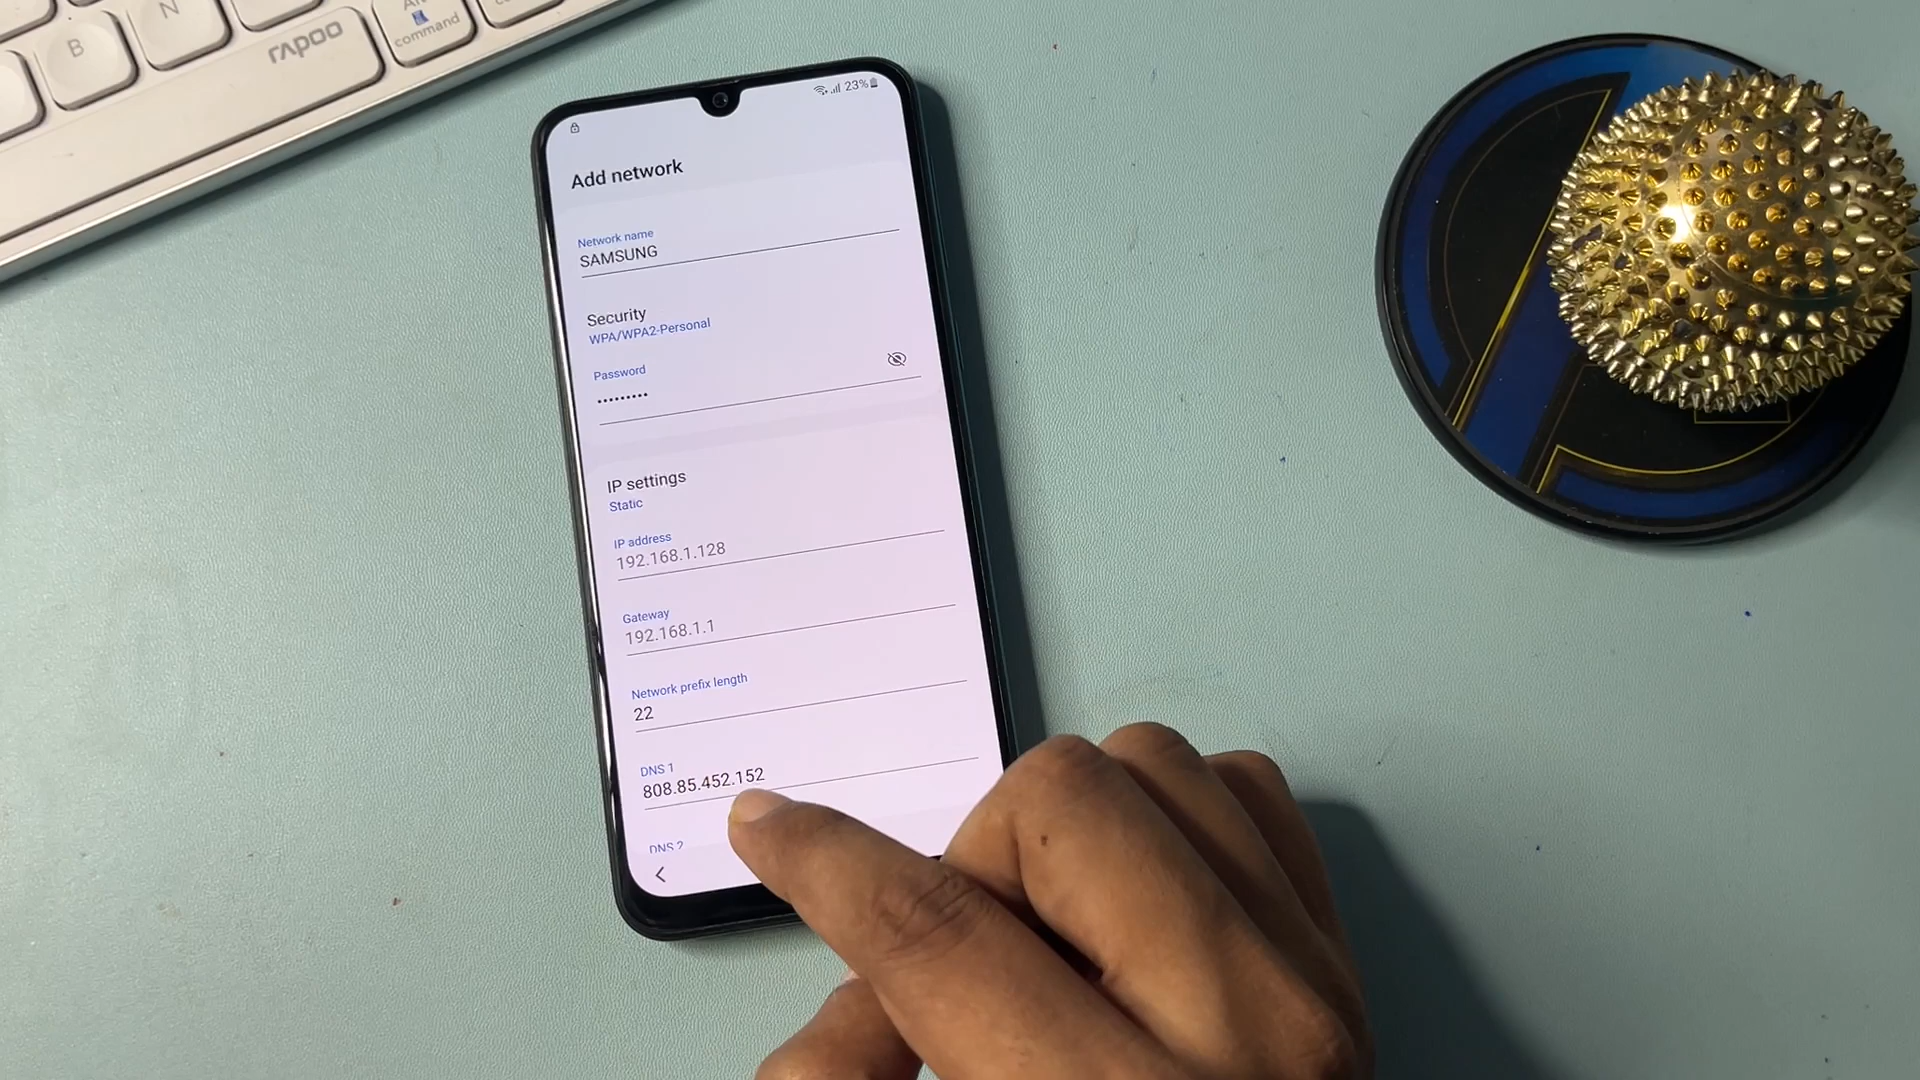 B
N
rapoo
Alt
command
23%
Add network
Network name
SAMSUNG
Security
WPA/WPA2-Personal
Password
•••••••••
IP settings
Static
IP address
192.168.1.128
Gateway
192.168.1.1
Network prefix length
22
DNS 1
808.85.452.152
DNS 2